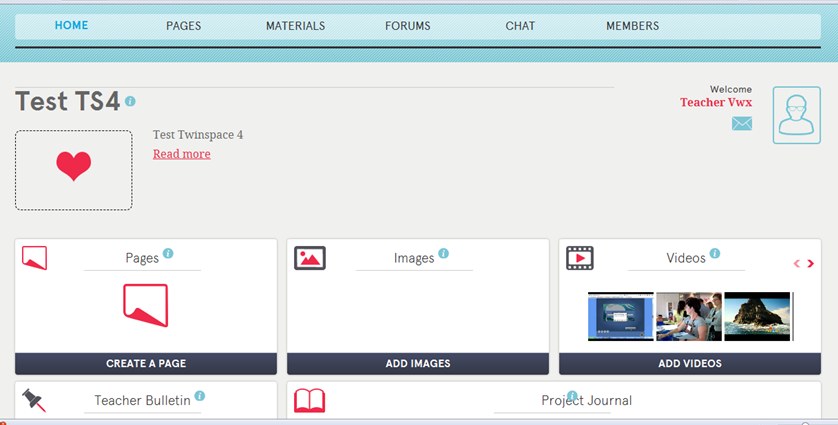 HOME PAGES MATERIALS FORUMS CHAT MEMBERS
Test TS4
Welcome
Teacher Vwx
Test Twinspace 4
Read more
Pages
Images
Videos
CREATE A PAGE
ADD IMAGES
ADD VIDEOS
Teacher Bulletin
Project Journal